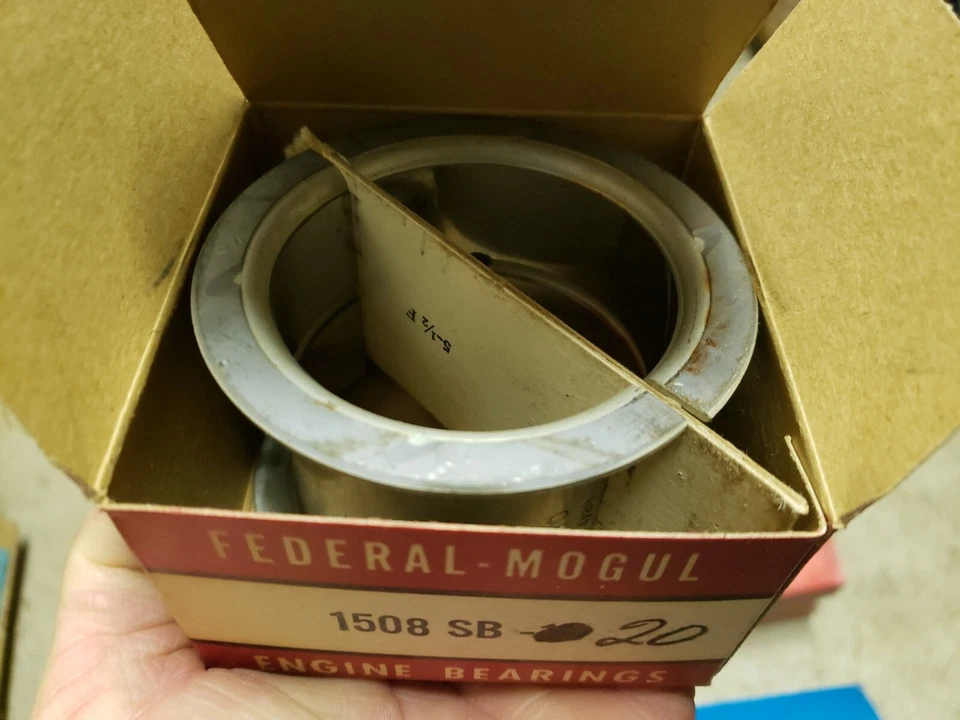 5-1/2 F
FEDERAL-MOGUL
1508 SB - 20
ENGINE BEARINGS